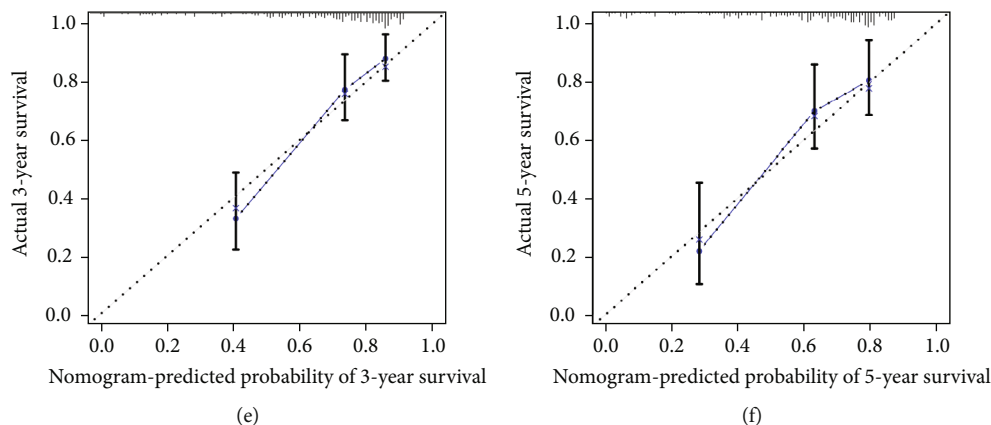 Actual 3-year survival
1.0
0.8
0.6
0.4
0.2
0.0
0.0 0.2 0.4 0.6 0.8 1.0
Nomogram-predicted probability of 3-year survival
(e)
Actual 5-year survival
1.0
0.8
0.6
0.4
0.2
0.0
0.0 0.2 0.4 0.6 0.8 1.0
Nomogram-predicted probability of 5-year survival
(f)